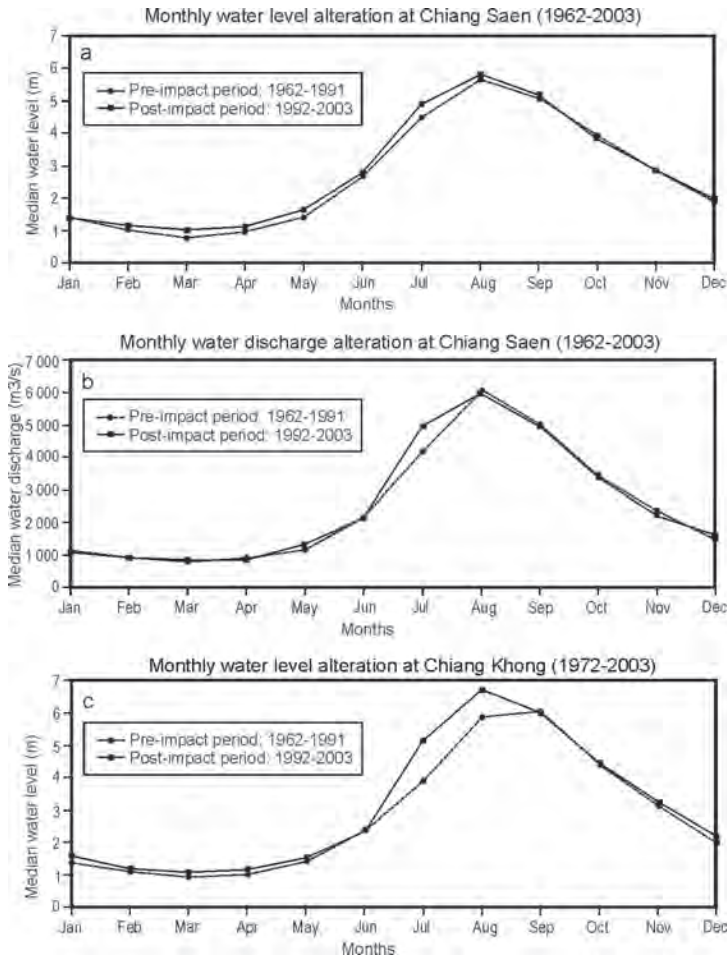 Monthly water level alteration at Chiang Saen (1962-2003)
7
6
5
4
3
2
1
0
Median water level (m)
a
Pre-impact period: 1962-1991
Post-impact period: 1992-2003
Jan Feb Mar Apr May Jun Jul Aug Sep Oct Nov Dec
Months
Monthly water discharge alteration at Chiang Saen (1962-2003)
7 000
6 000
5 000
4 000
3 000
2 000
1 000
0
Median water discharge (m3/s)
b
Pre-impact period: 1962-1991
Post-impact period: 1992-2003
Jan Feb Mar Apr May Jun Jul Aug Sep Oct Nov Dec
Months
Monthly water level alteration at Chiang Khong (1972-2003)
7
6
5
4
3
2
1
0
Median water level (m)
c
Pre-impact period: 1962-1991
Post-impact period: 1992-2003
Jan Feb Mar Apr May Jun Jul Aug Sep Oct Nov Dec
Months